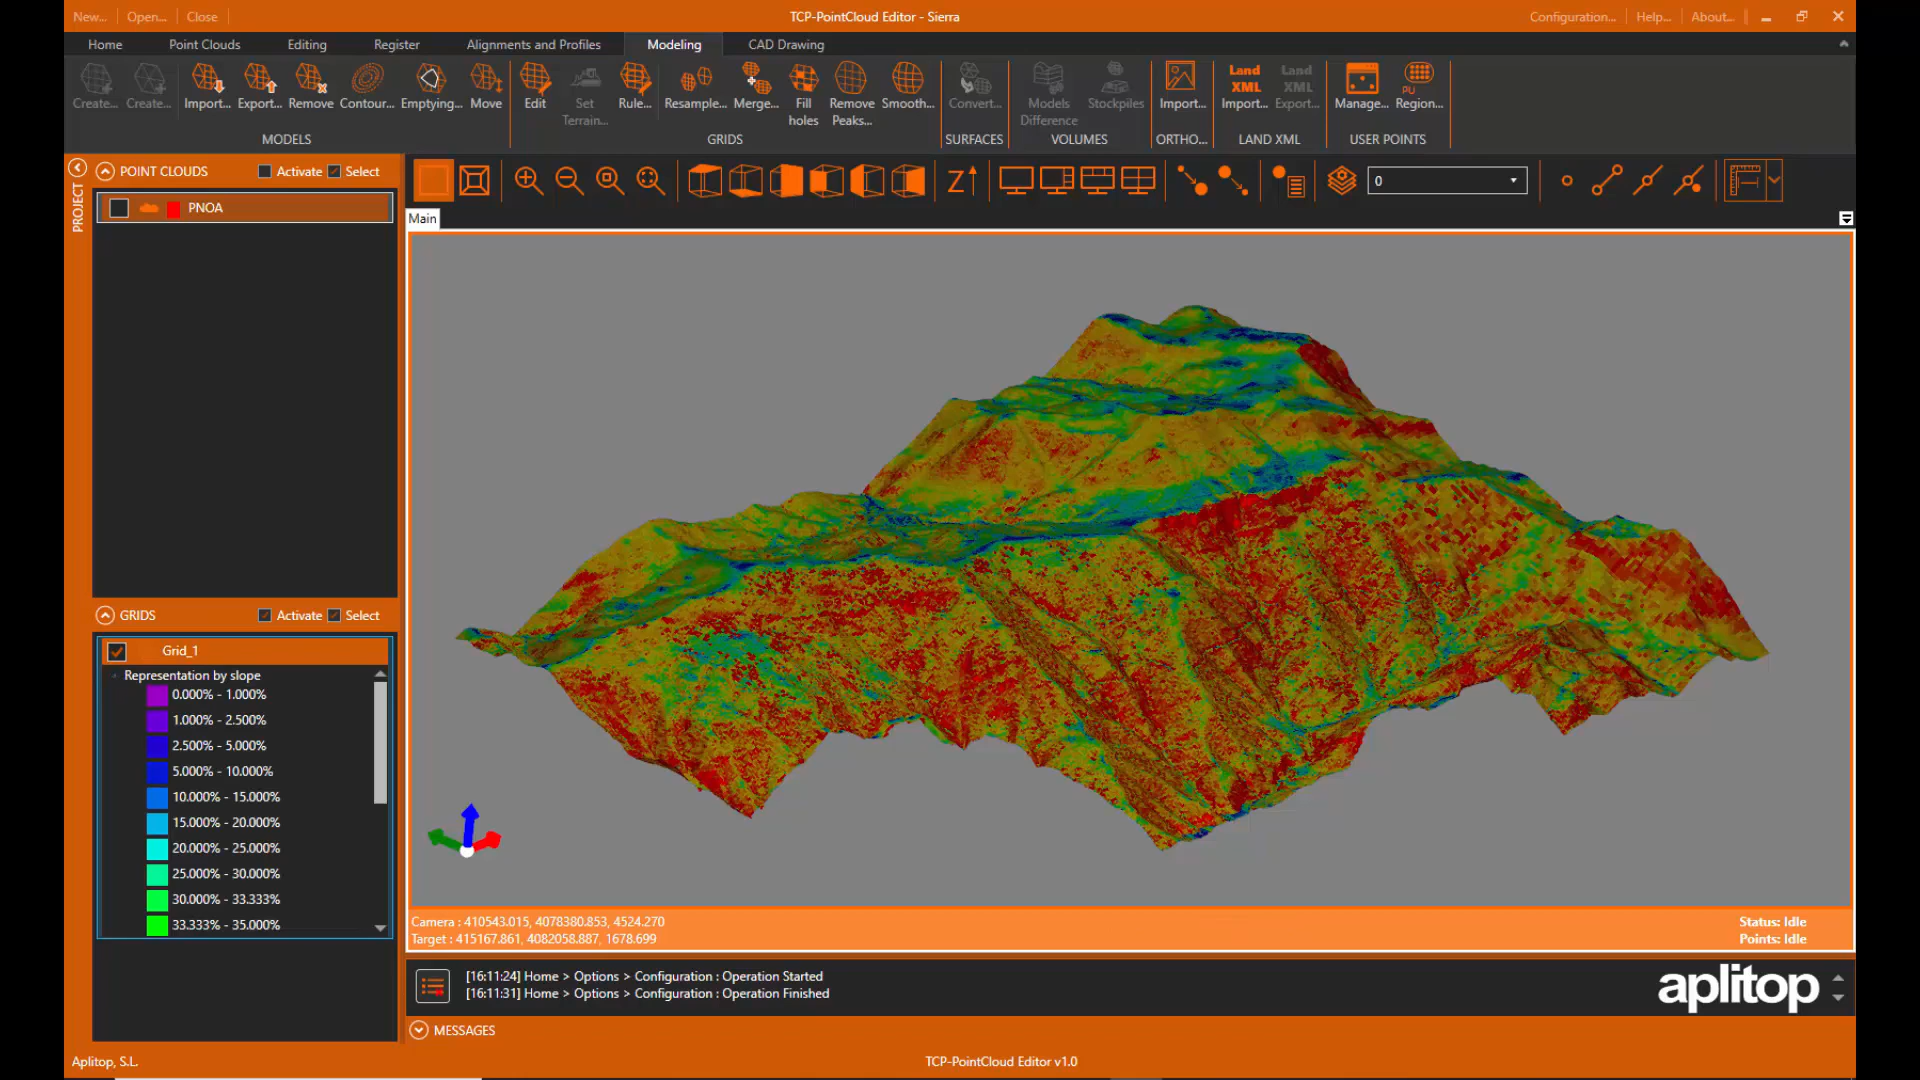 New... Open... Close
TCP-PointCloud Editor - Sierra
Configuration... Help... About...
Home Point Clouds Editing Register Alignments and Profiles Modeling CAD Drawing
Create... Create... Import... Export... Remove Contour... Emptying... Move
MODELS
Edit Set Terrain... Rule... Resample... Merge... Fill holes Remove Peaks... Smooth...
GRIDS
Convert...
SURFACES
Models Difference Stockpiles
VOLUMES
Import...
ORTHO...
Land XML Import... Land XML Export...
LAND XML
Manage... PU Region...
USER POINTS
PROJECT
POINT CLOUDS Activate Select
PNOA
Z 0
Main
GRIDS Activate Select
Grid_1
Representation by slope
0.000% - 1.000%
1.000% - 2.500%
2.500% - 5.000%
5.000% - 10.000%
10.000% - 15.000%
15.000% - 20.000%
20.000% - 25.000%
25.000% - 30.000%
30.000% - 33.333%
33.333% - 35.000%
Camera : 410543.015, 4078380.853, 4524.270
Target : 415167.861, 4082058.887, 1678.699
Status: Idle
Points: Idle
[16:11:24] Home > Options > Configuration : Operation Started
[16:11:31] Home > Options > Configuration : Operation Finished
aplitop
MESSAGES
Aplitop, S.L.
TCP-PointCloud Editor v1.0